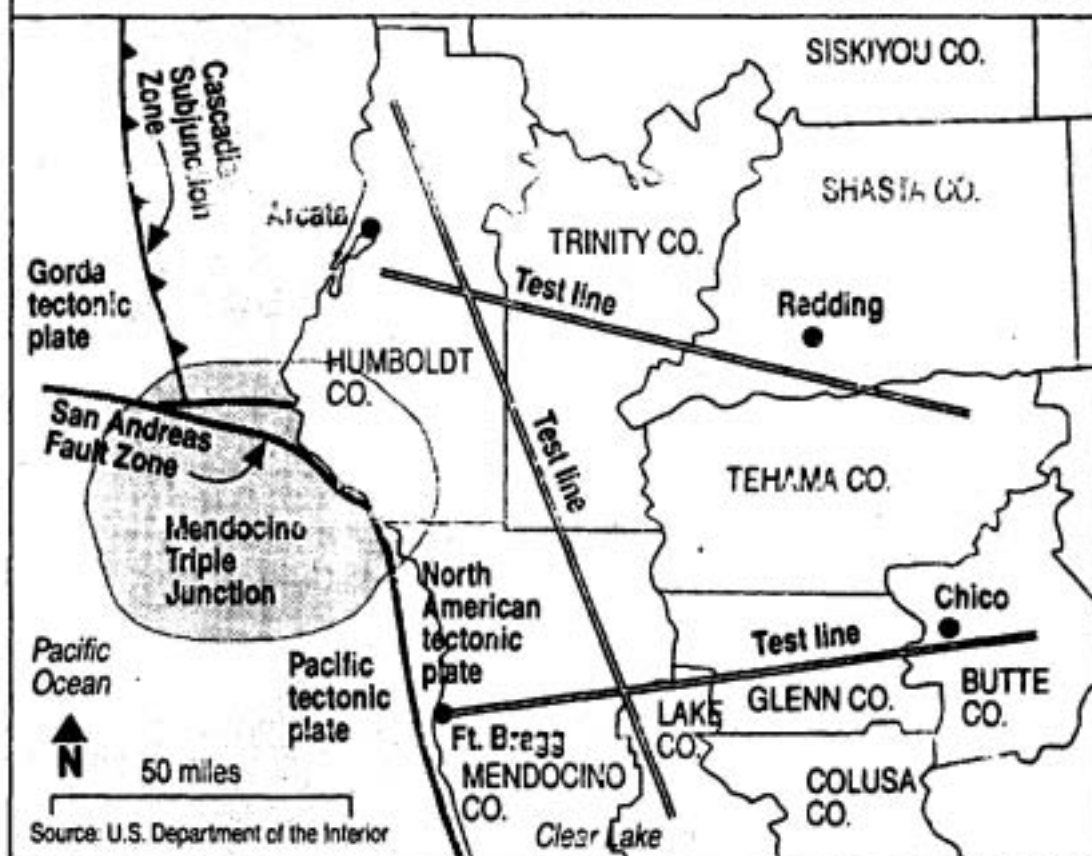 SISKIYOU CO.
Cascadia
Subjunction
Zone
SHASTA CO.
Arcata
TRINITY CO.
Gorda
tectonic
plate
Test line
Redding
HUMBOLDT
CO.
San Andreas
Fault Zone
Test line
TEHAMA CO.
Mendocino
Triple
Junction
North
American
tectonic
plate
Chico
Test line
Pacific
Ocean
Pacific
tectonic
plate
LAKE
CO.
GLENN CO.
BUTTE
CO.
Ft. Bragg
N
MENDOCINO
CO.
50 miles
COLUSA
CO.
Source: U.S. Department of the Interior
Clear Lake